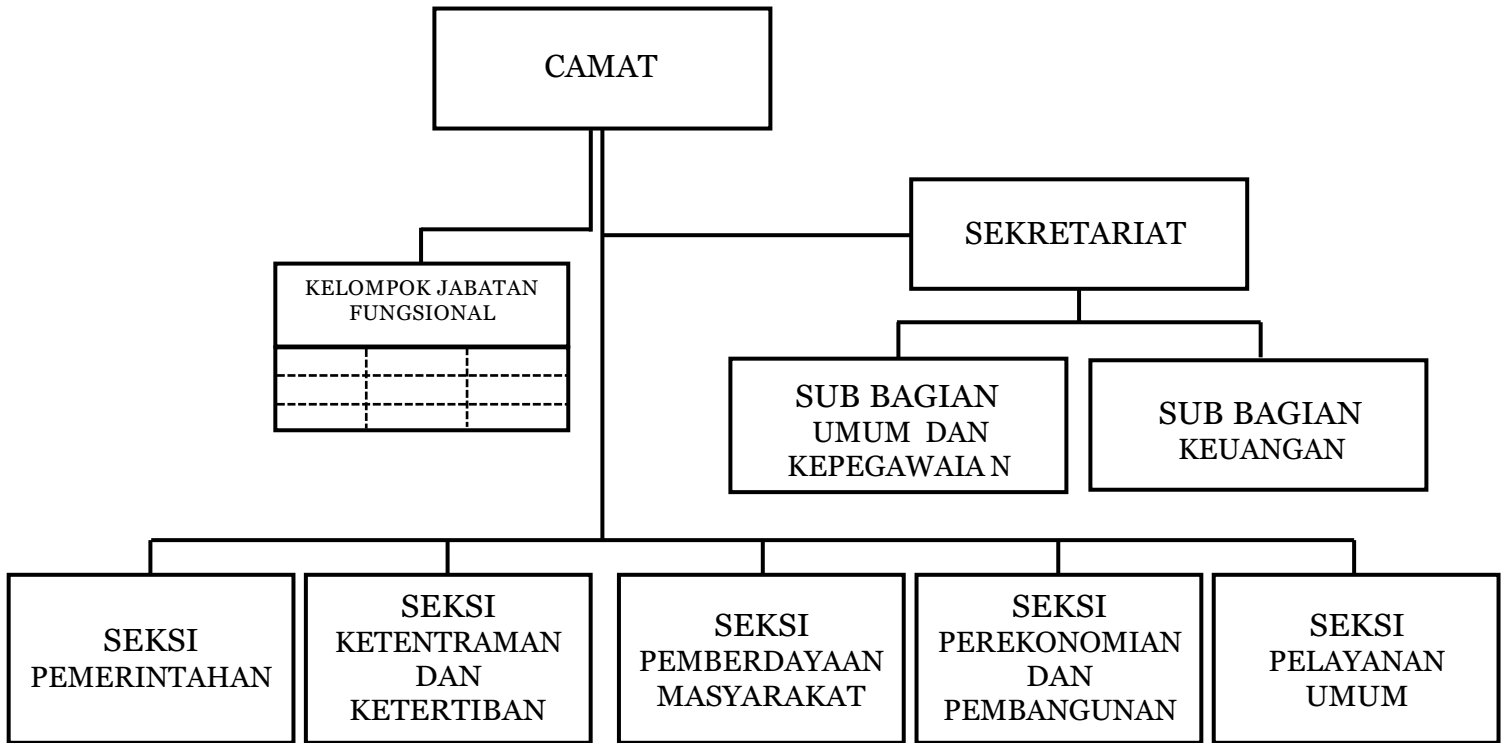 CAMAT
SEKRETARIAT
KELOMPOK JABATAN
FUNGSIONAL
SUB BAGIAN
UMUM DAN
KEPEGAWAIA N
SUB BAGIAN
KEUANGAN
SEKSI
PEMERINTAHAN
SEKSI
KETENTRAMAN
DAN
KETERTIBAN
SEKSI
PEMBERDAYAAN
MASYARAKAT
SEKSI
PEREKONOMIAN
DAN
PEMBANGUNAN
SEKSI
PELAYANAN
UMUM